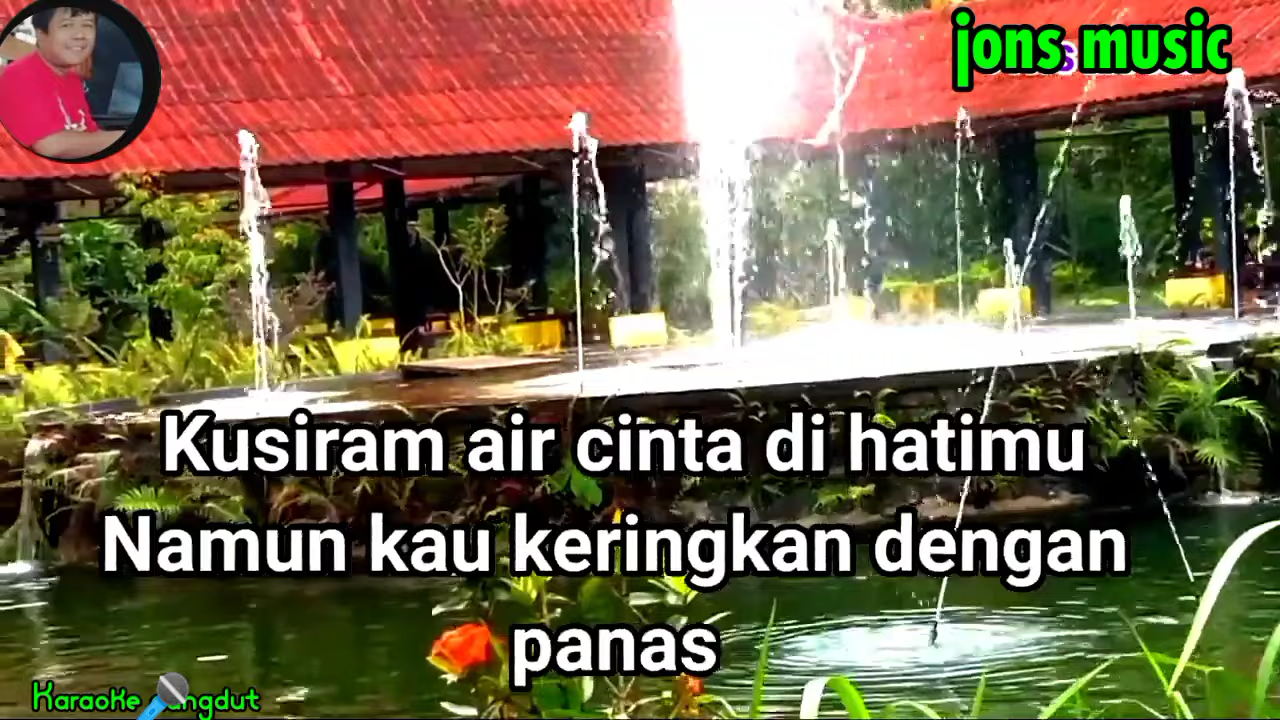 jons music
Kusiram air cinta di hatimu
Namun kau keringkan dengan
panas
Karaoke